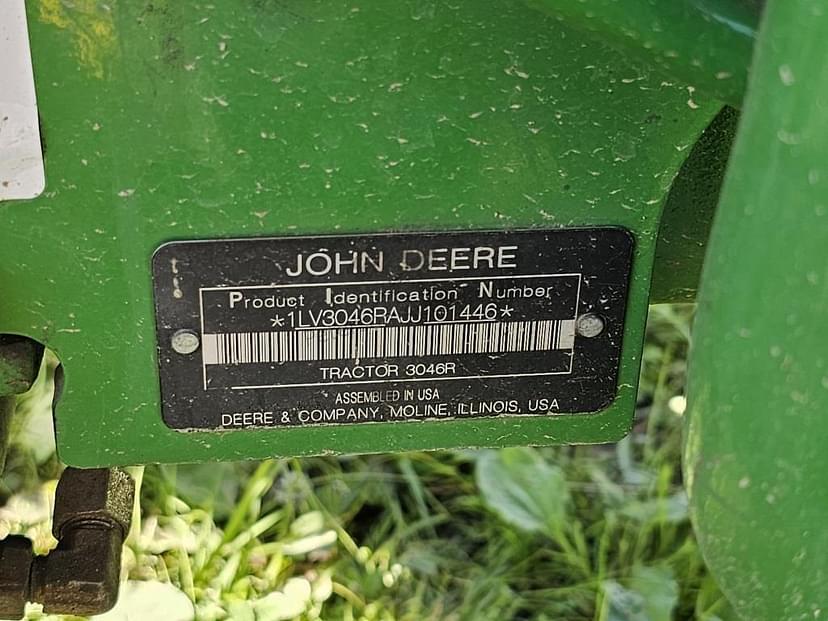 JOHN DEERE
Product Identification Number
*1LV3046RAJJ101446*
TRACTOR 3046R
ASSEMBLED IN USA
DEERE & COMPANY, MOLINE, ILLINOIS, USA